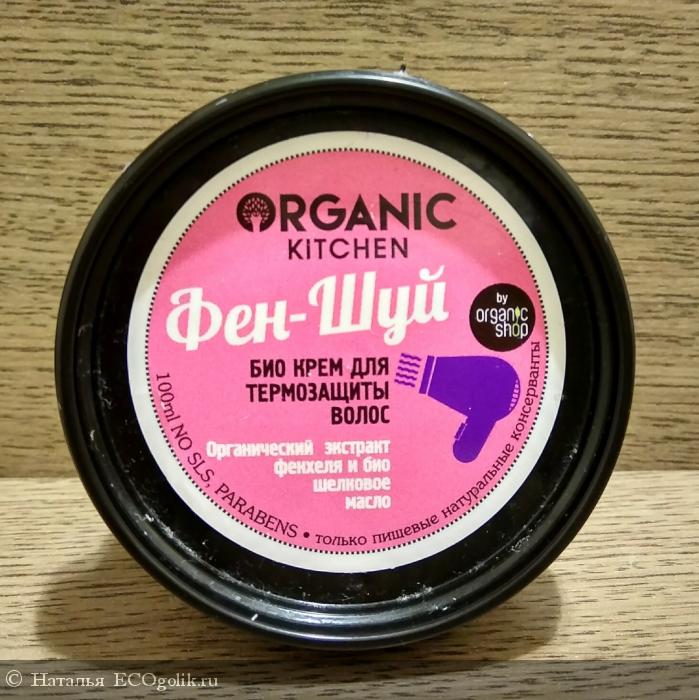 ORGANIC
KiTCHEN
Фен-Шуй
by
organic
shop
БИО КРЕМ ДЛЯ
ТЕРМОЗАЩИТЫ
ВОЛОС
Органический экстракт
фенхеля и био
шелковое
масло
100ml NO SLS, PARABENS • только пищевые натуральные консерванты
© Наталья ECOgolik.ru